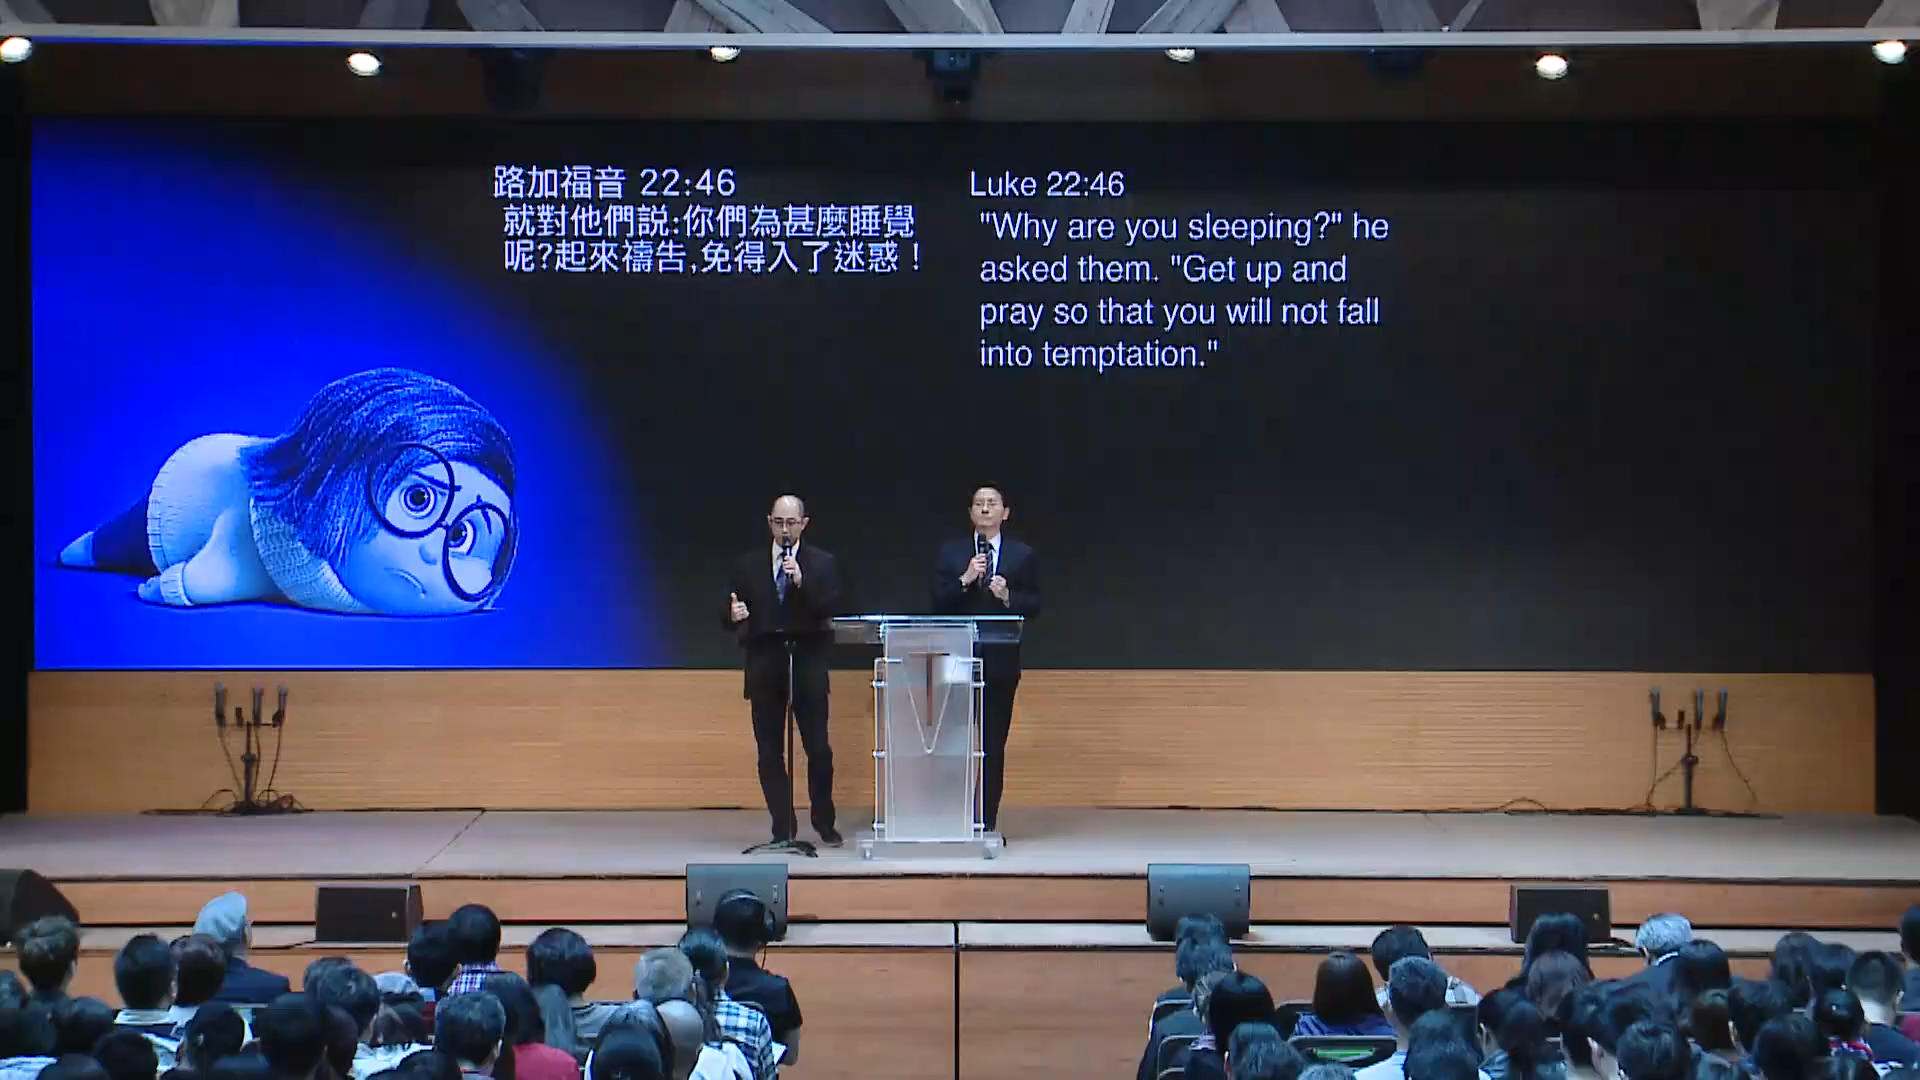 路加福音 22:46
就對他們説:你們為甚麼睡覺
呢?起來禱告,免得入了迷惑！
Luke 22:46
"Why are you sleeping?" he
asked them. "Get up and
pray so that you will not fall
into temptation."